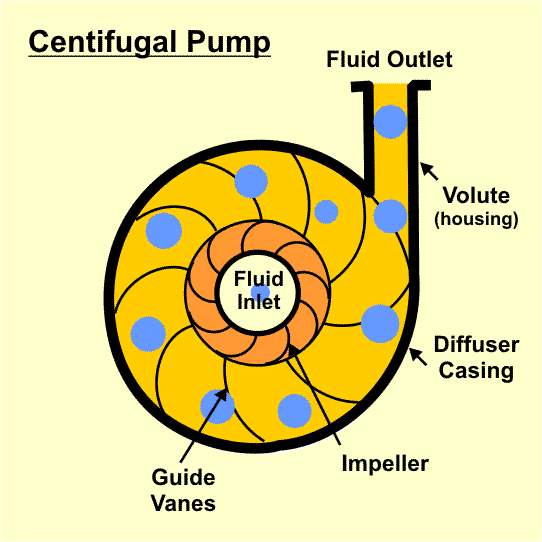 Centifugal Pump
Fluid Outlet
Volute
(housing)
Fluid
Inlet
Diffuser
Casing
Impeller
Guide
Vanes